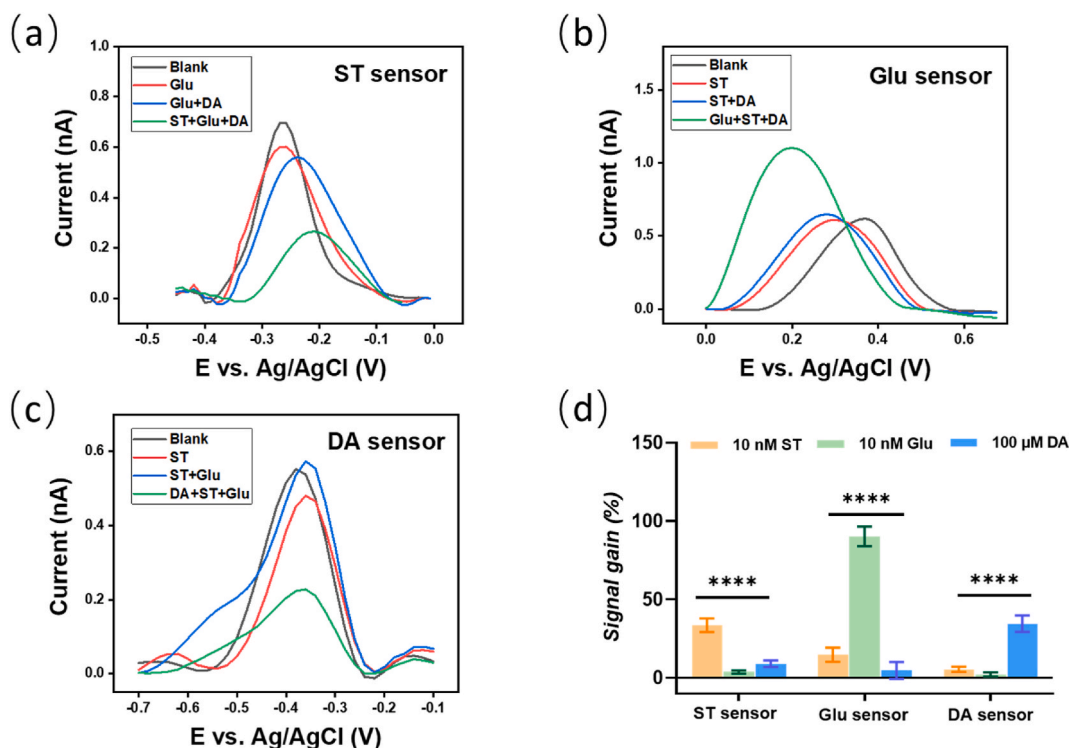 (a)
ST sensor
Blank
Glu
Glu+DA
ST+Glu+DA
Current (nA)
1.0
0.8
0.6
0.4
0.2
0.0
-0.5 -0.4 -0.3 -0.2 -0.1 0.0
E vs. Ag/AgCl (V)
(b)
Glu sensor
Blank
ST
ST+DA
Glu+ST+DA
Current (nA)
1.5
1.0
0.5
0.0
0.0 0.2 0.4 0.6
E vs. Ag/AgCl (V)
(c)
DA sensor
Blank
ST
ST+Glu
DA+ST+Glu
Current (nA)
0.6
0.4
0.2
0.0
-0.7 -0.6 -0.5 -0.4 -0.3 -0.2 -0.1
E vs. Ag/AgCl (V)
(d)
10 nM ST 10 nM Glu 100 µM DA
Signal gain (%)
150
100
50
0
**** **** ****
ST sensor Glu sensor DA sensor